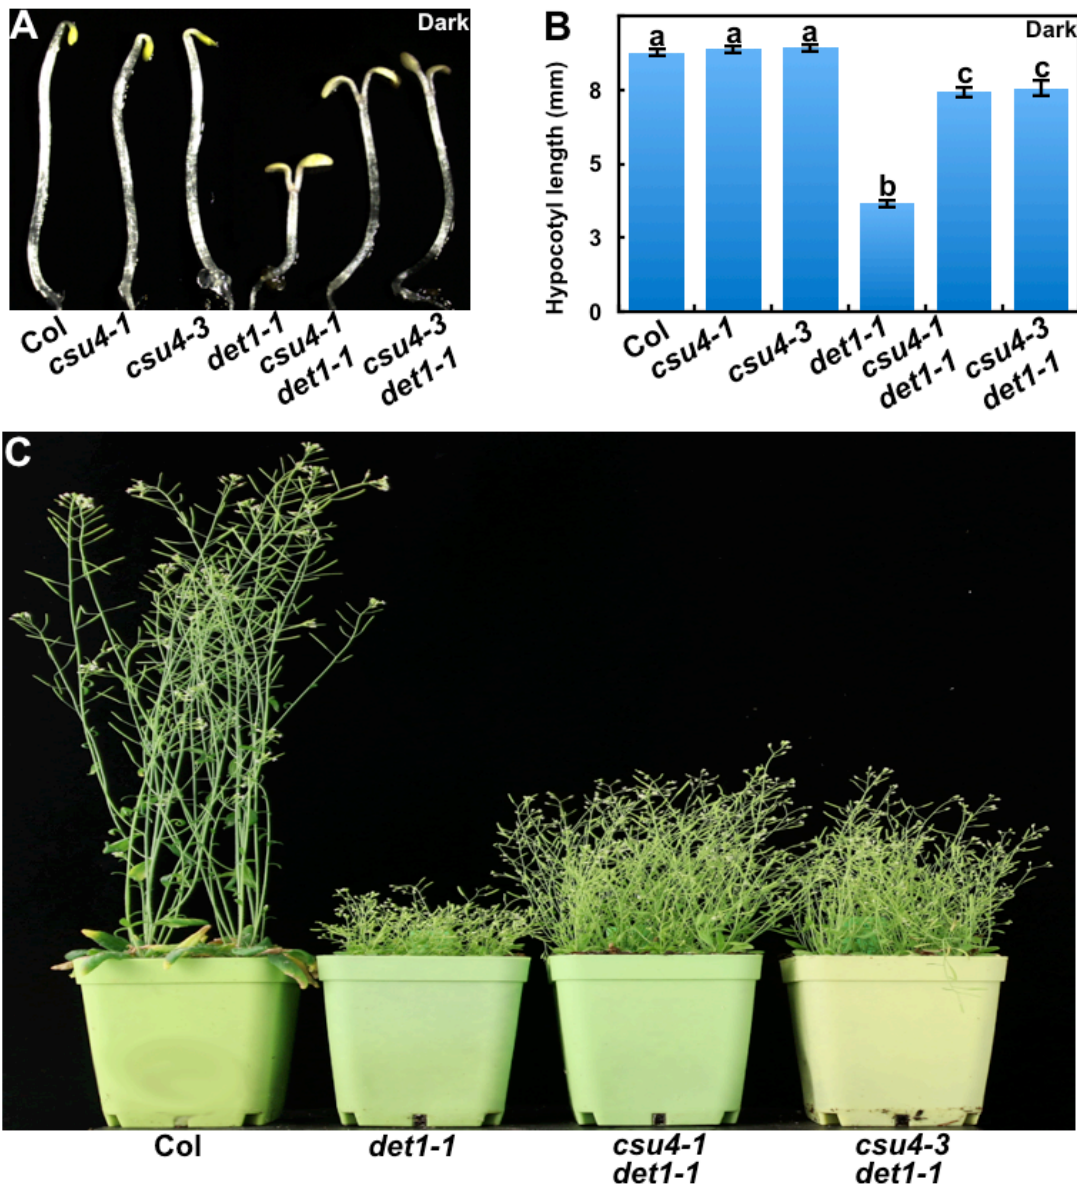 A
Dark
Col
csu4-1
csu4-3
det1-1
csu4-1
det1-1
csu4-3
det1-1
B
Dark
Hypocotyl length (mm)
8
5
3
0
a
a
a
b
c
c
Col
csu4-1
csu4-3
det1-1
csu4-1
det1-1
csu4-3
det1-1
C
Col
det1-1
csu4-1
det1-1
csu4-3
det1-1